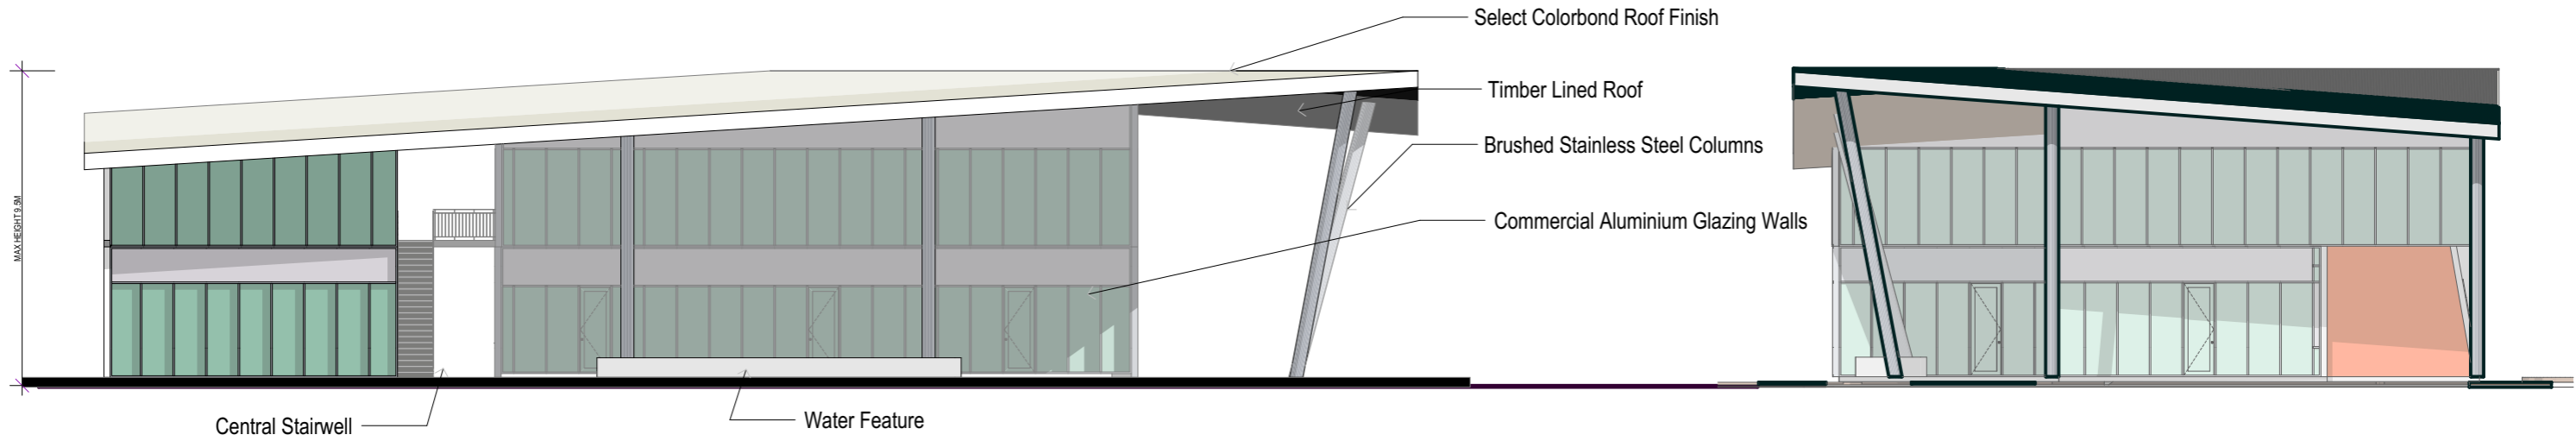 Select Colorbond Roof Finish
Timber Lined Roof
Brushed Stainless Steel Columns
Commercial Aluminium Glazing Walls
MAX HEIGHT 9.5M
Central Stairwell
Water Feature